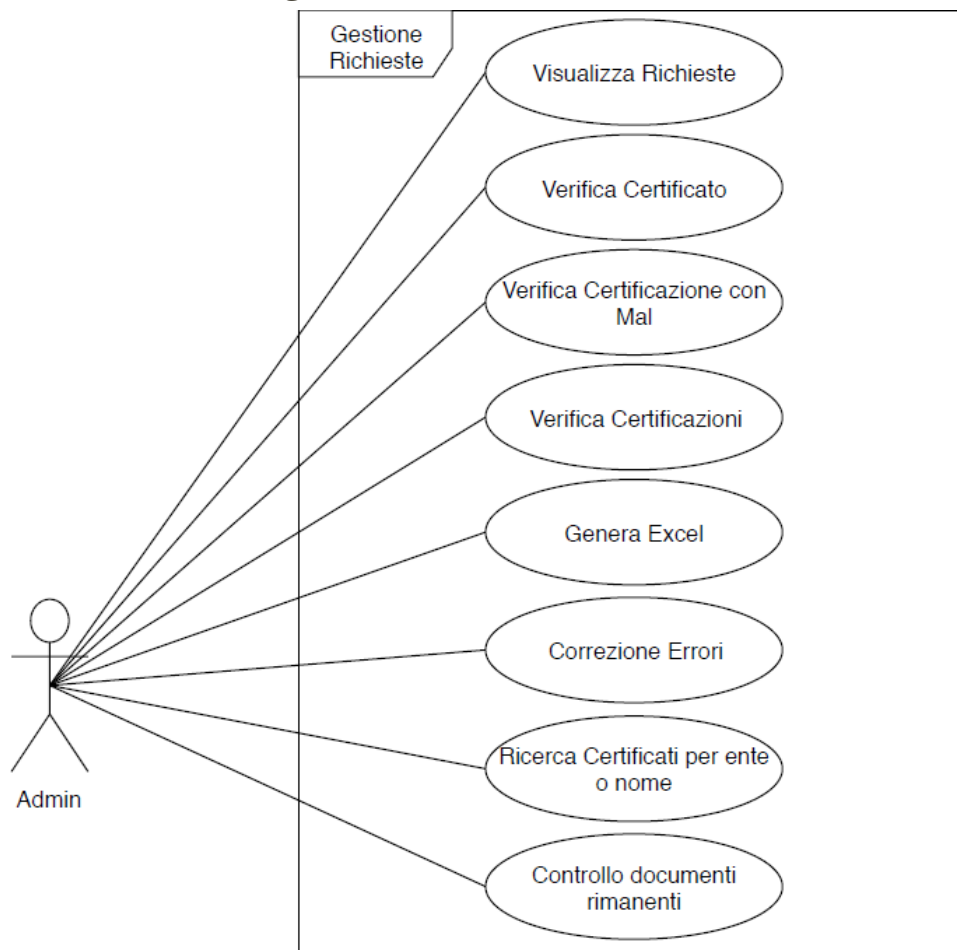 Gestione
Richieste
Visualizza Richieste
Verifica Certificato
Verifica Certificazione con
Mal
Verifica Certificazioni
Genera Excel
Correzione Errori
Ricerca Certificati per ente
o nome
Controllo documenti
rimanenti
Admin